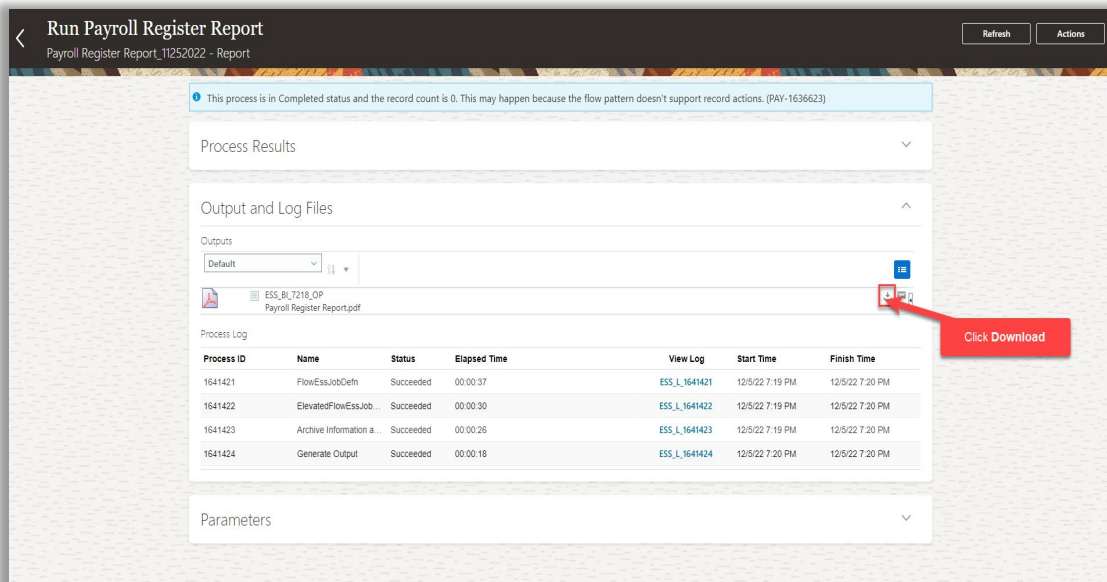 Run Payroll Register Report
Payroll Register Report_11252022 - Report
Refresh
Actions
This process is in Completed status and the record count is 0. This may happen because the flow pattern doesn't support record actions. (PAY-1636623)
Process Results
Output and Log Files
Outputs
Default
ESS_BI_7218_OP
Payroll Register Report.pdf
Click Download
Process Log
Process ID Name Status Elapsed Time View Log Start Time Finish Time
1641421 FlowEssJobDefn Succeeded 00:00:37 ESS_L_1641421 12/5/22 7:19 PM 12/5/22 7:20 PM
1641422 ElevatedFlowEssJob... Succeeded 00:00:30 ESS_L_1641422 12/5/22 7:19 PM 12/5/22 7:20 PM
1641423 Archive Information a... Succeeded 00:00:26 ESS_L_1641423 12/5/22 7:19 PM 12/5/22 7:20 PM
1641424 Generate Output Succeeded 00:00:18 ESS_L_1641424 12/5/22 7:20 PM 12/5/22 7:20 PM
Parameters